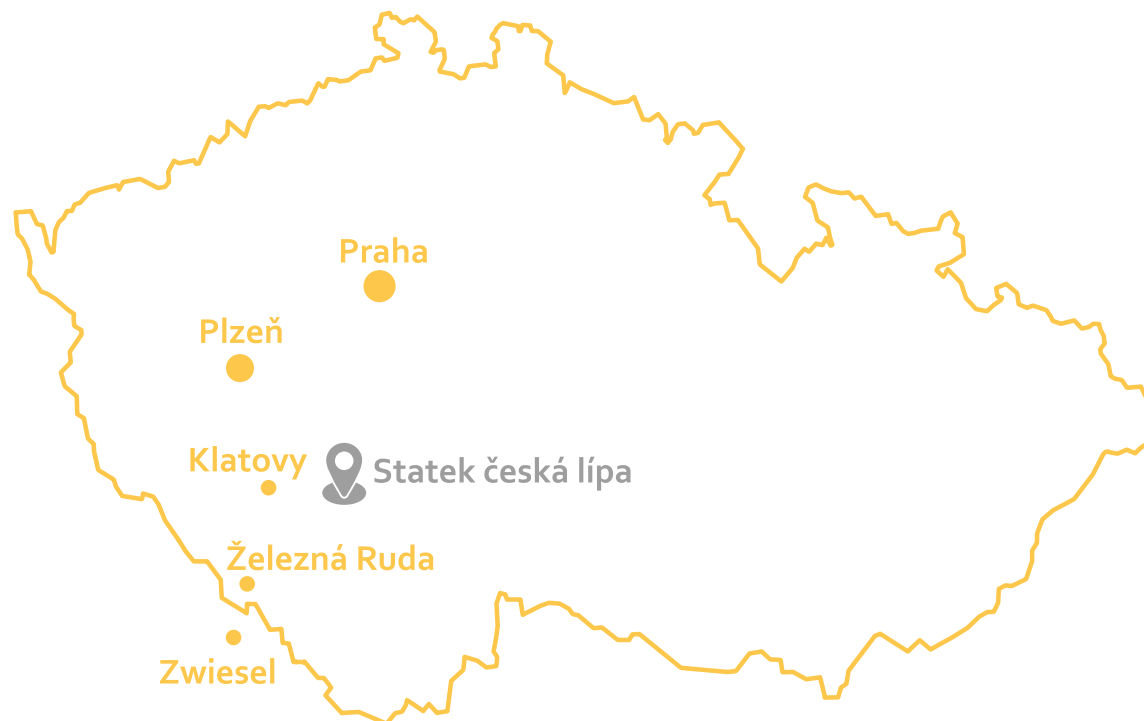 Praha
Plzeň
Klatovy
Statek česká lípa
Železná Ruda
Zwiesel